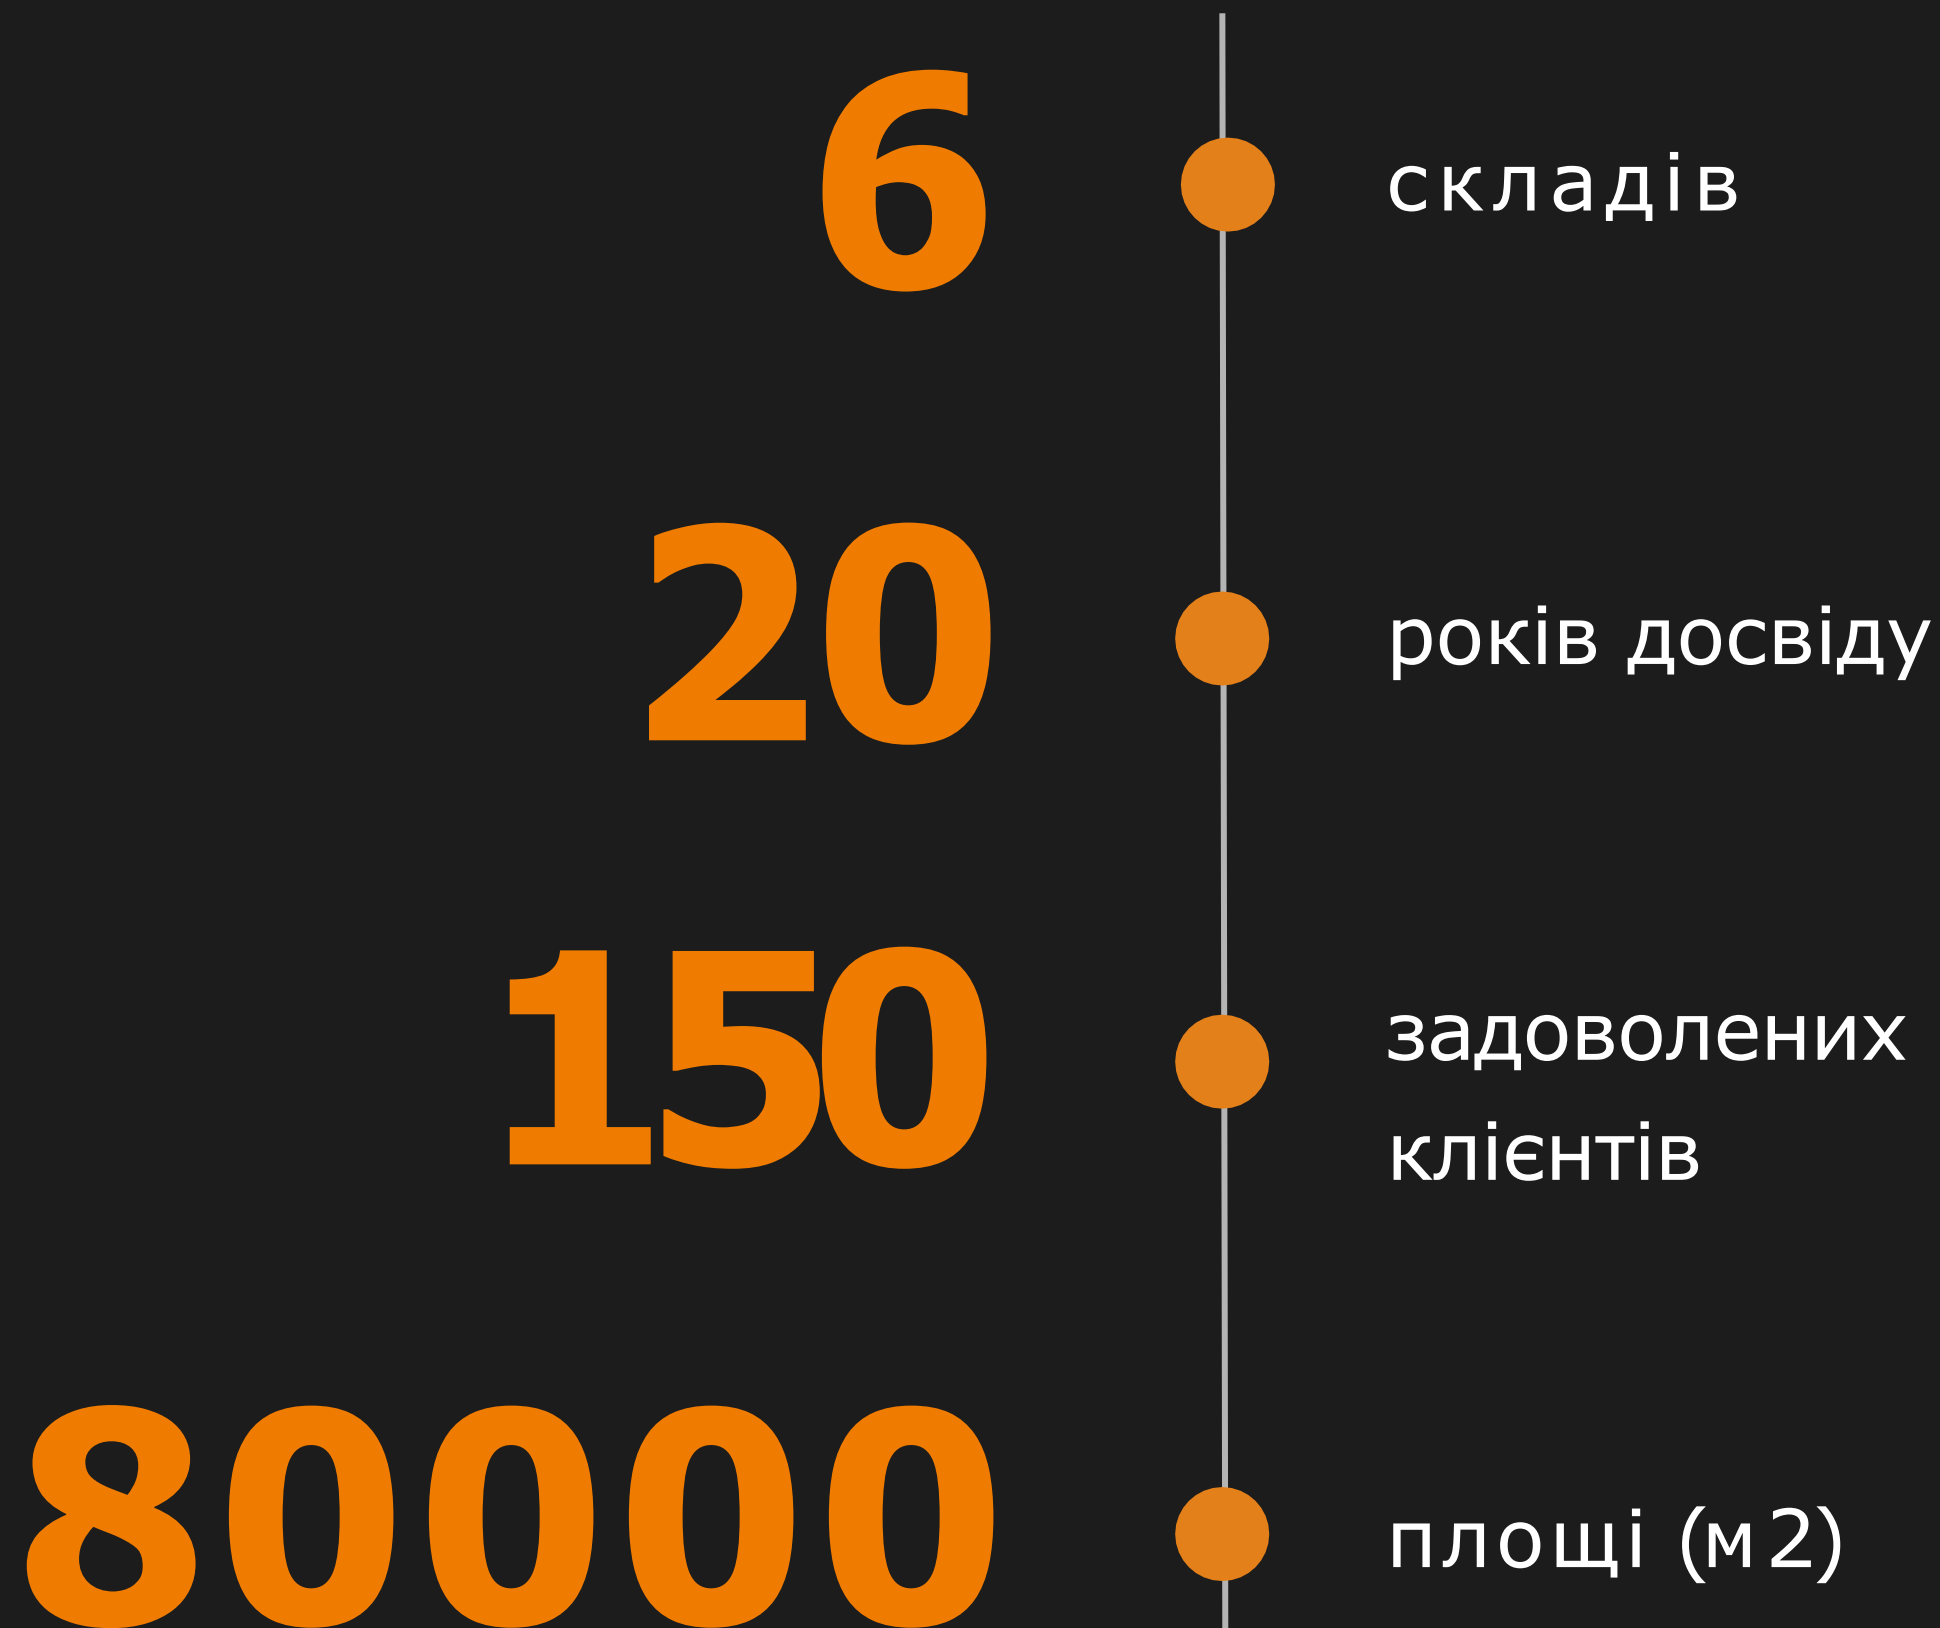 6 складів
20 років досвіду
150 задоволених
клієнтів
80000 площі (м2)